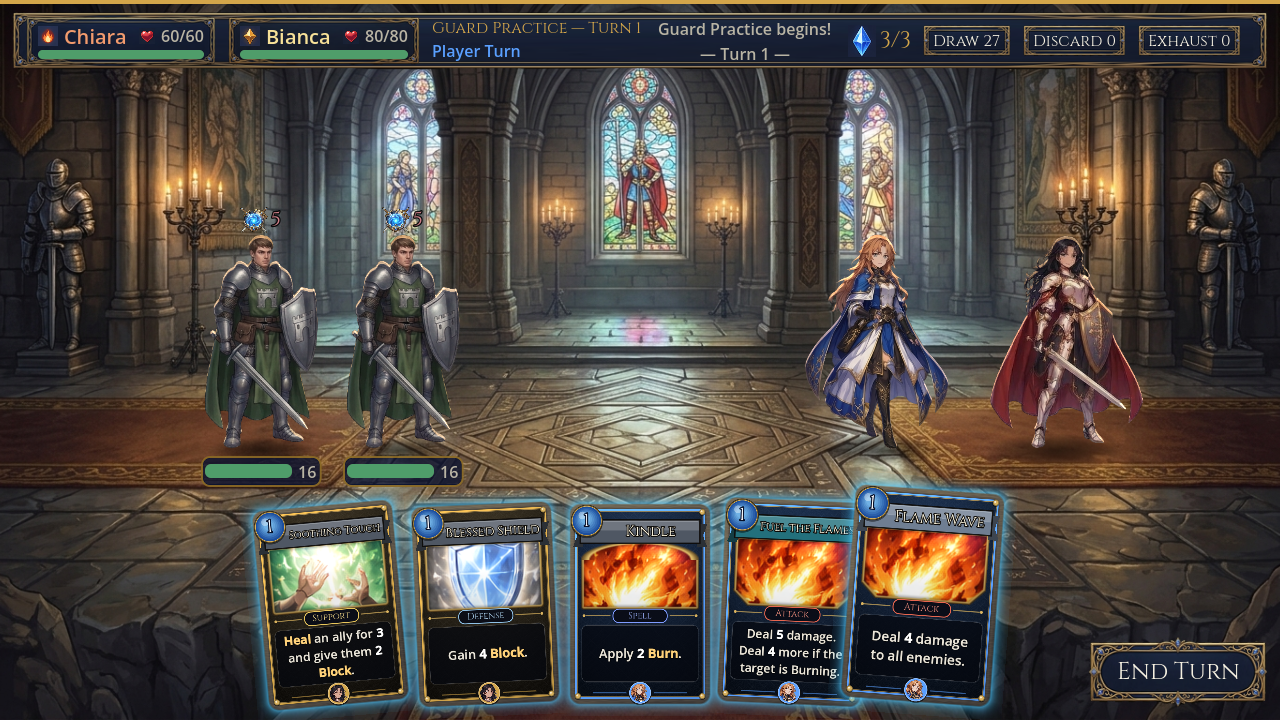 Chiara 60/60
Bianca 80/80
Guard Practice — Turn 1
Player Turn
Guard Practice begins!
— Turn 1 —
3/3
Draw 27
Discard 0
Exhaust 0
5
5
16
16
1
Soothing Touch
Support
Heal an ally for 3
and give them 2
Block.
1
Blessed Shield
Defense
Gain 4 Block.
1
Kindle
Spell
Apply 2 Burn.
1
Fuel the Flames
Attack
Deal 5 damage.
Deal 4 more if the
target is Burning.
1
Flame Wave
Attack
Deal 4 damage
to all enemies.
End Turn